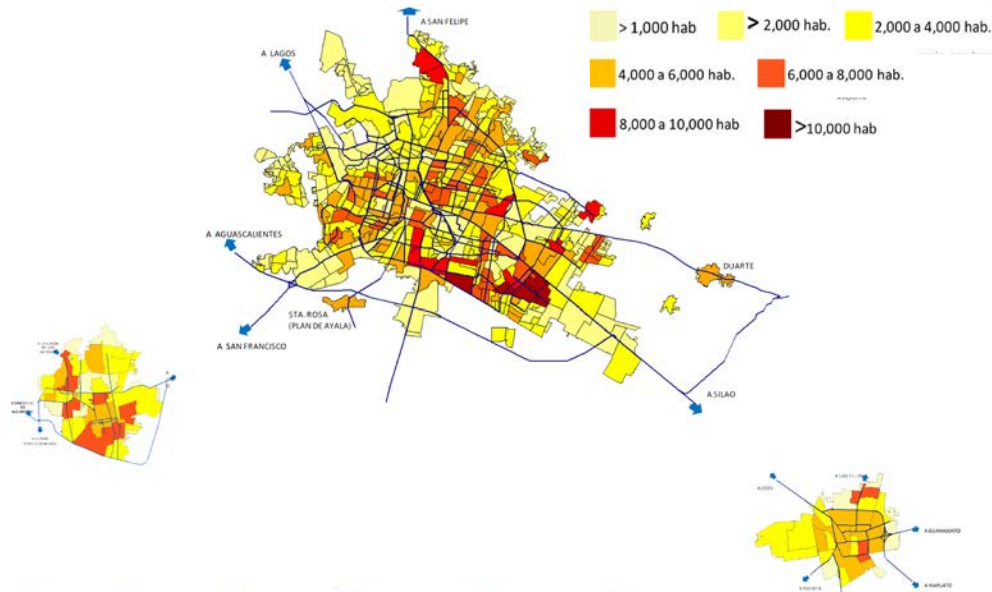 A SAN FELIPE
A LAGOS
>1,000 hab
>2,000 hab.
2,000 a 4,000 hab.
4,000 a 6,000 hab.
6,000 a 8,000 hab.
8,000 a 10,000 hab
>10,000 hab
A AGUASCALIENTES
DUARTE
STA. ROSA
(PLAN DE AYALA)
A SAN FRANCISCO
A SILAO
A LEON
A GUANAJUATO
A IRAPUATO